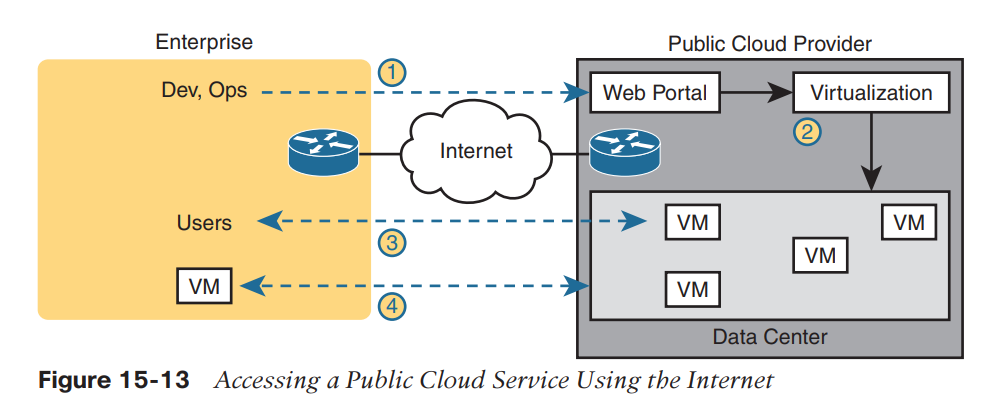 Enterprise
Public Cloud Provider
Dev, Ops
1
Web Portal
Virtualization
2
Internet
Users
3
VM
VM
VM
VM
4
VM
Data Center
Figure 15-13 Accessing a Public Cloud Service Using the Internet